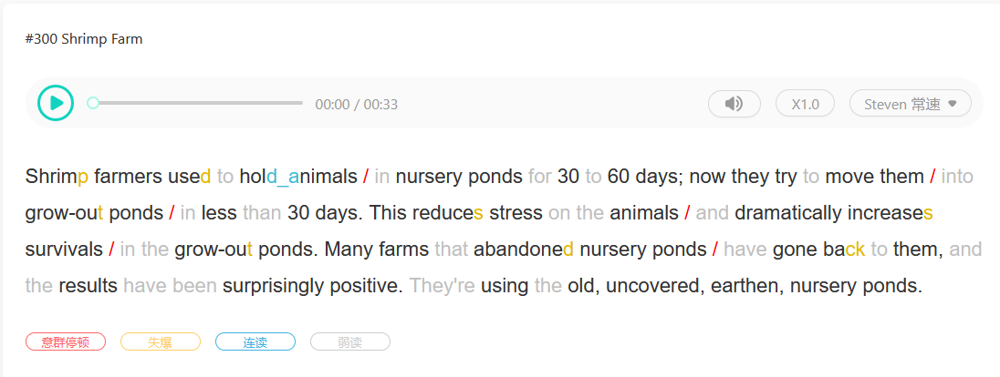 #300 Shrimp Farm
00:00 / 00:33 X1.0 Steven 常速
Shrimp farmers used to hold_animals / in nursery ponds for 30 to 60 days; now they try to move them / into
grow-out ponds / in less than 30 days. This reduces stress on the animals / and dramatically increases
survivals / in the grow-out ponds. Many farms that abandoned nursery ponds / have gone back to them, and
the results have been surprisingly positive. They're using the old, uncovered, earthen, nursery ponds.
意群停顿 失爆 连读 弱读